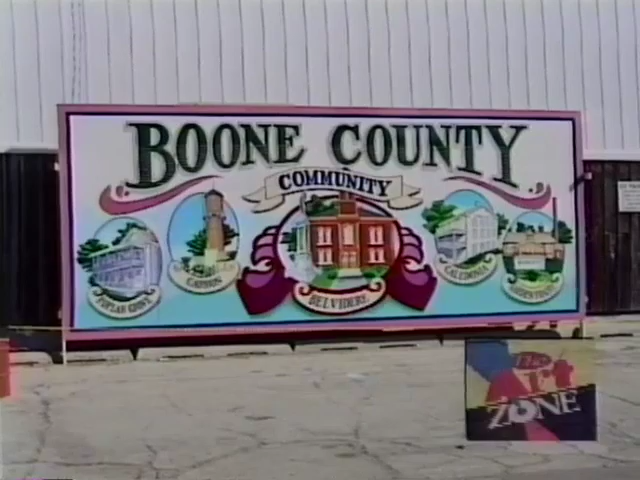 BOONE COUNTY
COMMUNITY
POPLAR GROVE
CAPRON
BELVIDERE
CALEDONIA
The
Art
ZONE